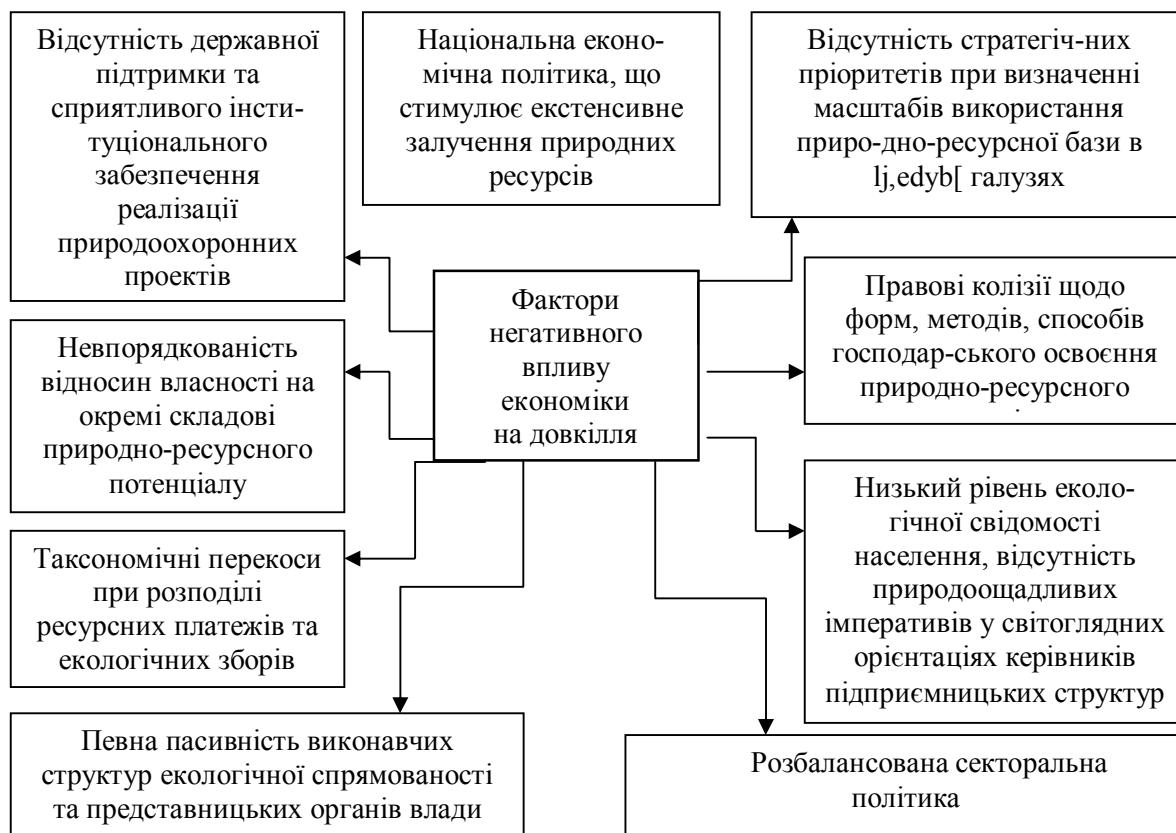 Відсутність державної
підтримки та
сприятливого інсти-
туціонального
забезпечення
реалізації
природоохоронних
проектів
Національна еконо-
мічна політика, що
стимулює екстенсивне
залучення природних
ресурсів
Відсутність стратегіч-них
пріоритетів при визначенні
масштабів використання
приро-дно-ресурсної бази в
lj,edyb[ галузях
Фактори
негативного
впливу
економіки
на довкілля
Правові колізії щодо
форм, методів, способів
господар-ського освоєння
природно-ресурсного
Невпорядкованість
відносин власності на
окремі складові
природно-ресурсного
потенціалу
Низький рівень еколо-
гічної свідомості
населення, відсутність
природоощадливих
імперативів у світоглядних
орієнтаціях керівників
підприємницьких структур
Таксономічні перекоси
при розподілі
ресурсних платежів та
екологічних зборів
Певна пасивність виконавчих
структур екологічної спрямованості
та представницьких органів влади
Розбалансована секторальна
політика